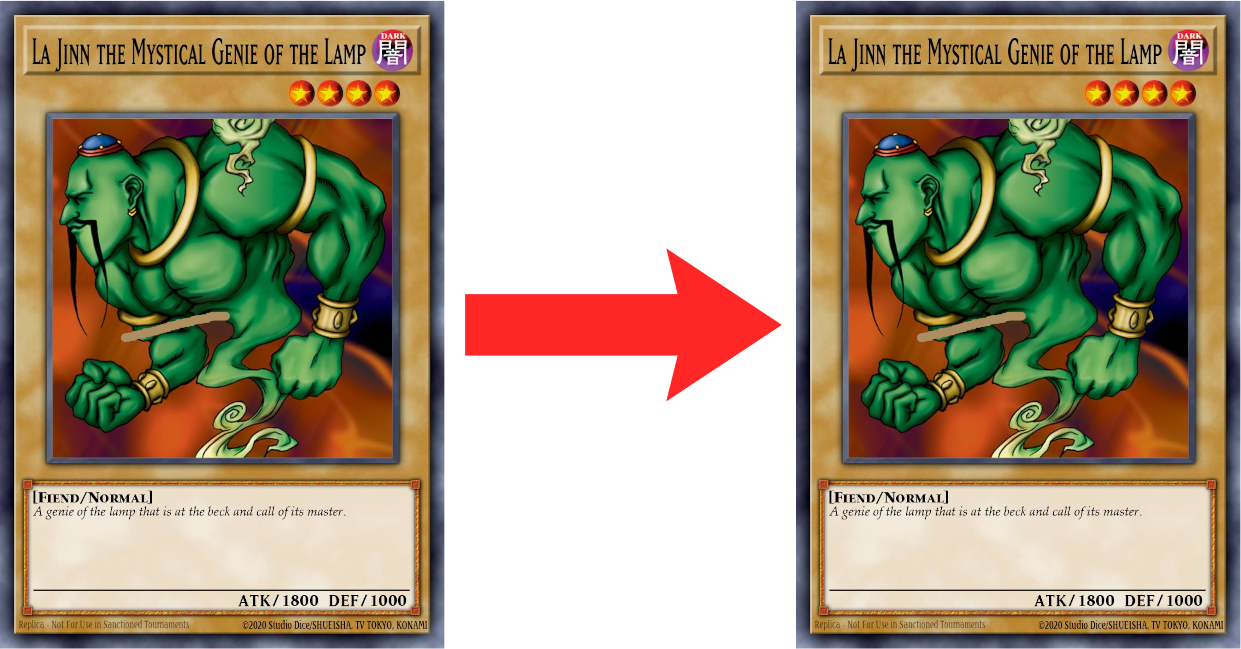 La Jinn the Mystical Genie of the Lamp
DARK
闇
[Fiend/Normal]
A genie of the lamp that is at the beck and call of its master.
ATK/1800 DEF/1000
Replica - Not For Use in Sanctioned Tournaments
©2020 Studio Dice/SHUEISHA, TV TOKYO, KONAMI
La Jinn the Mystical Genie of the Lamp
DARK
闇
[Fiend/Normal]
A genie of the lamp that is at the beck and call of its master.
ATK/1800 DEF/1000
Replica - Not For Use in Sanctioned Tournaments
©2020 Studio Dice/SHUEISHA, TV TOKYO, KONAMI